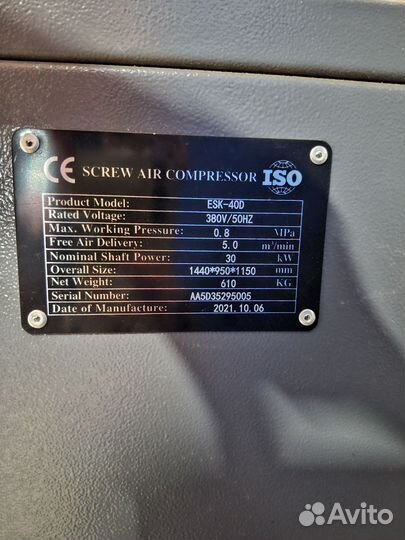 CE SCREW AIR COMPRESSOR ISO
Product Model: ESK-40D
Rated Voltage: 380V/50HZ
Max. Working Pressure: 0.8 MPa
Free Air Delivery: 5.0 m³/min
Nominal Shaft Power: 30 kW
Overall Size: 1440*950*1150 mm
Net Weight: 610 KG
Serial Number: AA5D35295005
Date of Manufacture: 2021.10.06
Avito